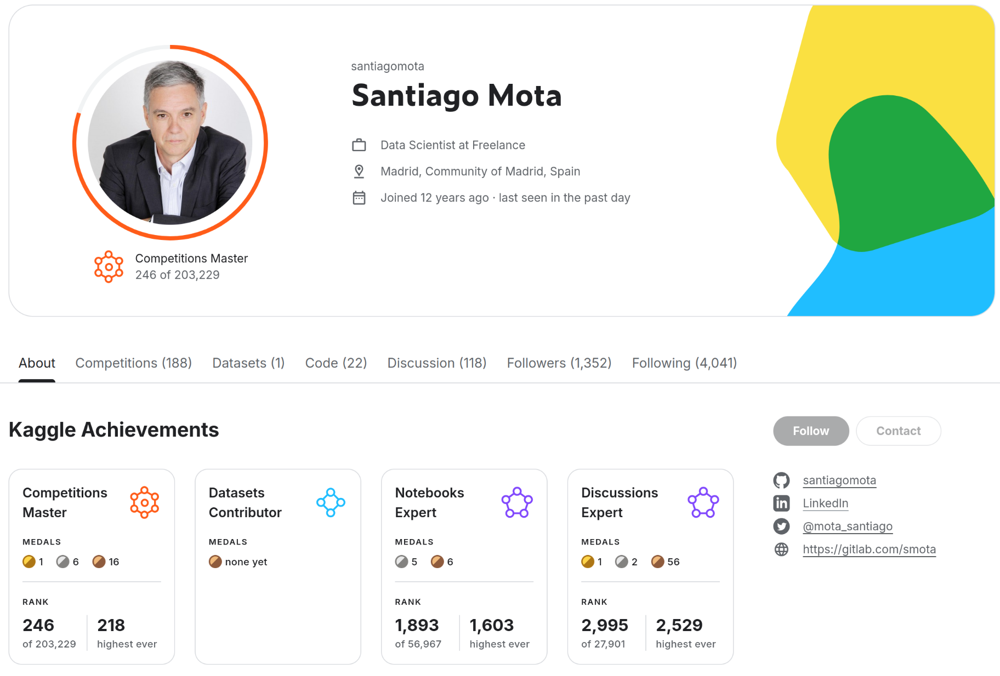 santiagomota
Santiago Mota
Data Scientist at Freelance
Madrid, Community of Madrid, Spain
Joined 12 years ago · last seen in the past day
Competitions Master
246 of 203,229
About
Competitions (188)
Datasets (1)
Code (22)
Discussion (118)
Followers (1,352)
Following (4,041)
Kaggle Achievements
Follow
Contact
Competitions
Master
MEDALS
1
6
16
RANK
246
of 203,229
218
highest ever
Datasets
Contributor
MEDALS
none yet
Notebooks
Expert
MEDALS
5
6
RANK
1,893
of 56,967
1,603
highest ever
Discussions
Expert
MEDALS
1
2
56
RANK
2,995
of 27,901
2,529
highest ever
santiagomota
in
LinkedIn
@mota_santiago
https://gitlab.com/smota